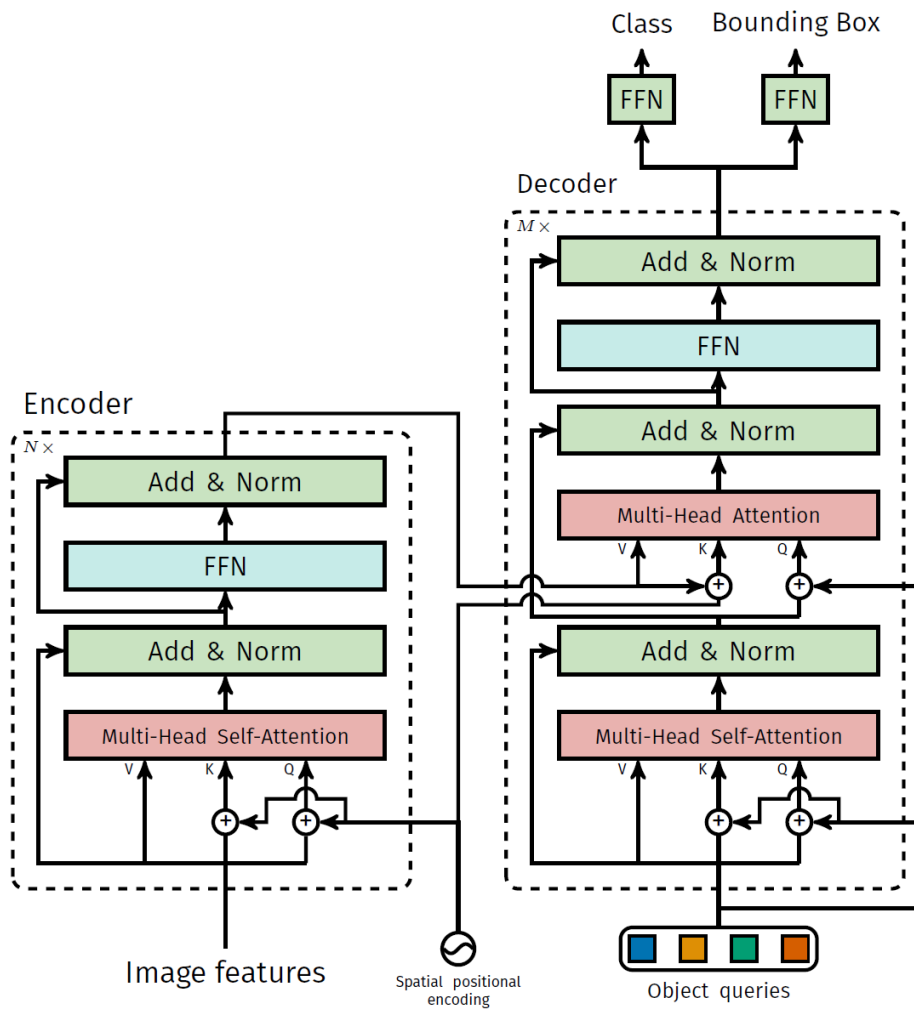 Class
Bounding Box
FFN
FFN
Decoder
M ×
Add & Norm
FFN
Add & Norm
Multi-Head Attention
V
K
Q
+
+
Add & Norm
Multi-Head Self-Attention
V
K
Q
+
+
Object queries
Encoder
N ×
Add & Norm
FFN
Add & Norm
Multi-Head Self-Attention
V
K
Q
+
+
Image features
Spatial positional
encoding